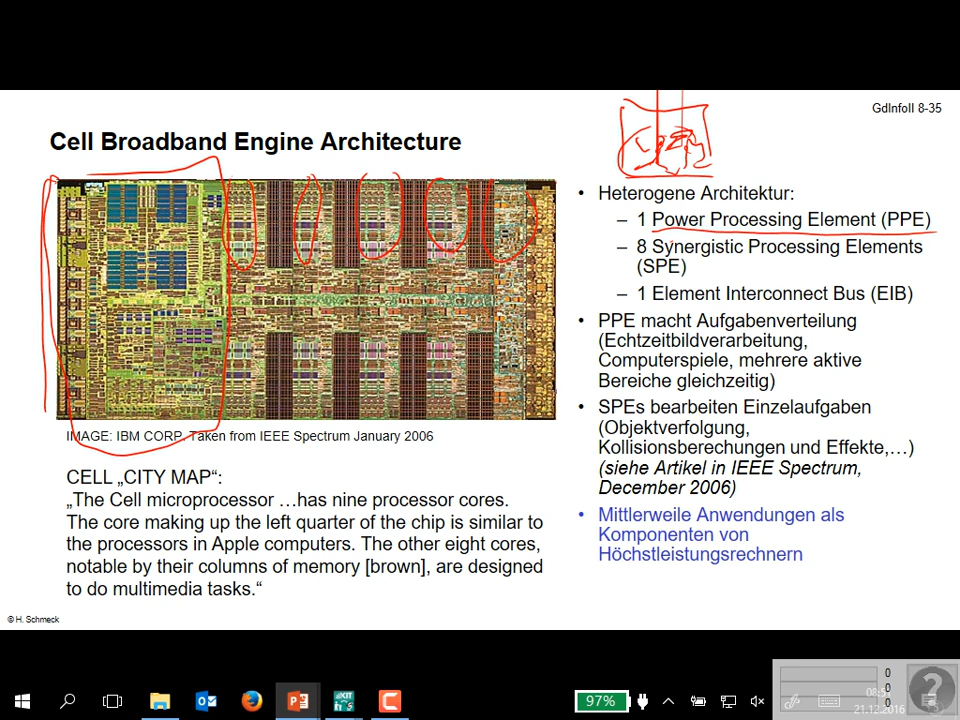 GdInfoII 8-35
Cell Broadband Engine Architecture
• Heterogene Architektur:
– 1 Power Processing Element (PPE)
– 8 Synergistic Processing Elements
(SPE)
– 1 Element Interconnect Bus (EIB)
• PPE macht Aufgabenverteilung
(Echtzeitbildverarbeitung,
Computerspiele, mehrere aktive
Bereiche gleichzeitig)
• SPEs bearbeiten Einzelaufgaben
(Objektverfolgung,
Kollisionsberechungen und Effekte,…)
(siehe Artikel in IEEE Spectrum,
December 2006)
• Mittlerweile Anwendungen als
Komponenten von
Höchstleistungsrechnern
IMAGE: IBM CORP. Taken from IEEE Spectrum January 2006
CELL „CITY MAP“:
„The Cell microprocessor …has nine processor cores.
The core making up the left quarter of the chip is similar to
the processors in Apple computers. The other eight cores,
notable by their columns of memory [brown], are designed
to do multimedia tasks.“
© H. Schmeck
97%
0
0
0
08:51
21.12.2016